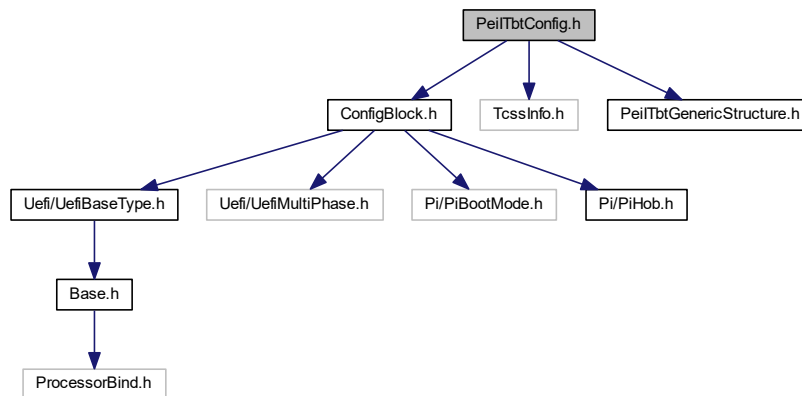 PeiITbtConfig.h
ConfigBlock.h
TcssInfo.h
PeiITbtGenericStructure.h
Uefi/UefiBaseType.h
Uefi/UefiMultiPhase.h
Pi/PiBootMode.h
Pi/PiHob.h
Base.h
ProcessorBind.h